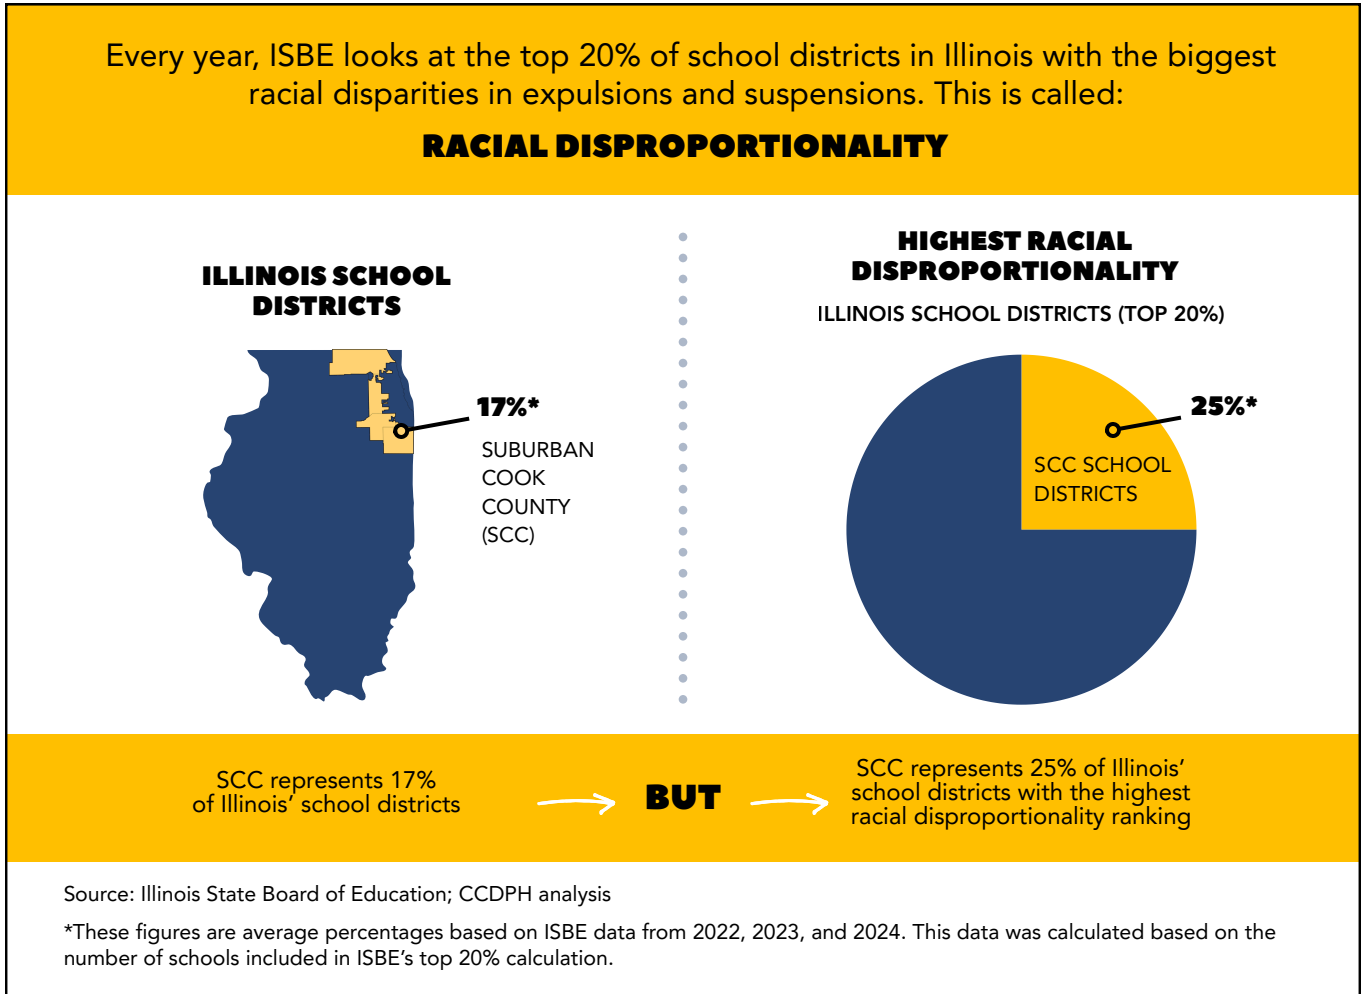 Every year, ISBE looks at the top 20% of school districts in Illinois with the biggest
racial disparities in expulsions and suspensions. This is called:
RACIAL DISPROPORTIONALITY
ILLINOIS SCHOOL
DISTRICTS
17%*
SUBURBAN
COOK
COUNTY
(SCC)
HIGHEST RACIAL
DISPROPORTIONALITY
ILLINOIS SCHOOL DISTRICTS (TOP 20%)
25%*
SCC SCHOOL
DISTRICTS
SCC represents 17%
of Illinois’ school districts
BUT
SCC represents 25% of Illinois’
school districts with the highest
racial disproportionality ranking
Source: Illinois State Board of Education; CCDPH analysis
*These figures are average percentages based on ISBE data from 2022, 2023, and 2024. This data was calculated based on the
number of schools included in ISBE’s top 20% calculation.